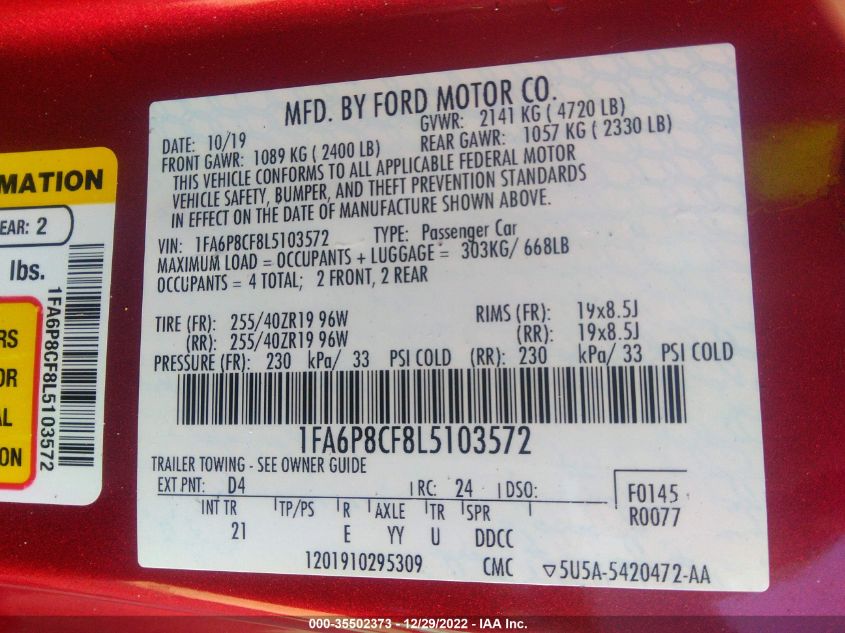 MFD. BY FORD MOTOR CO.
DATE: 10/19 GVWR: 2141 KG ( 4720 LB)
FRONT GAWR: 1089 KG ( 2400 LB) REAR GAWR: 1057 KG ( 2330 LB)
THIS VEHICLE CONFORMS TO ALL APPLICABLE FEDERAL MOTOR
VEHICLE SAFETY, BUMPER, AND THEFT PREVENTION STANDARDS
IN EFFECT ON THE DATE OF MANUFACTURE SHOWN ABOVE.
VIN: 1FA6P8CF8L5103572 TYPE: Passenger Car
MAXIMUM LOAD = OCCUPANTS + LUGGAGE = 303KG/ 668LB
OCCUPANTS = 4 TOTAL; 2 FRONT, 2 REAR
TIRE (FR): 255/40ZR19 96W RIMS (FR): 19x8.5J
(RR): 255/40ZR19 96W (RR): 19x8.5J
PRESSURE (FR): 230 kPa/ 33 PSI COLD (RR): 230 kPa/ 33 PSI COLD
1FA6P8CF8L5103572
TRAILER TOWING - SEE OWNER GUIDE
EXT PNT: D4 RC: 24 DSO: F0145
INT TR TP/PS R AXLE TR SPR R0077
21 E YY U DDCC
1201910295309 CMC ▽5U5A-5420472-AA
MATION
EAR: 2
lbs.
1FA6P8CF8L5103572
RS
OR
AL
ON
000-35502373 - 12/29/2022 - IAA Inc.